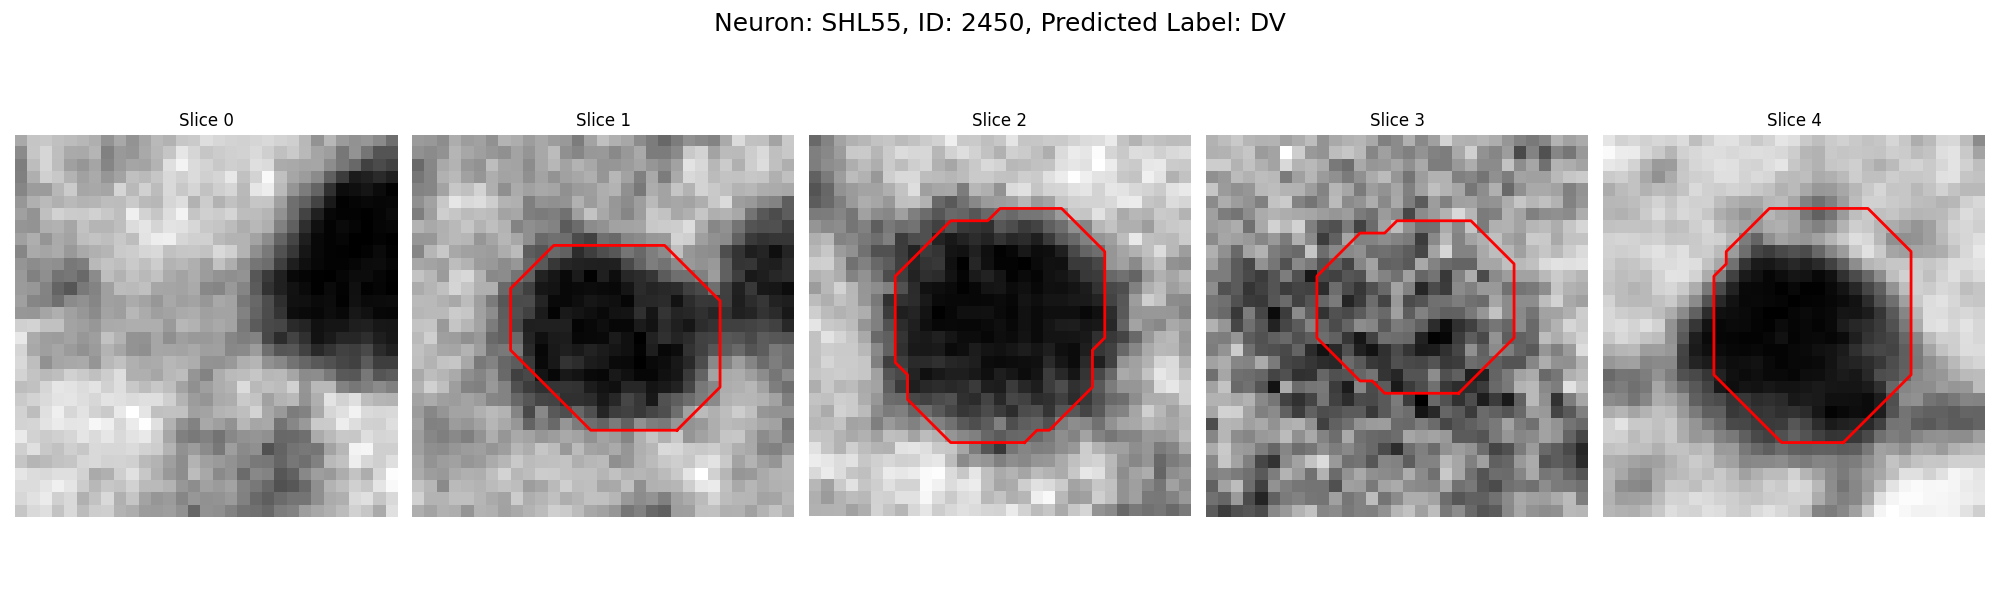 Neuron: SHL55, ID: 2450, Predicted Label: DV
Slice 0
Slice 1
Slice 2
Slice 3
Slice 4